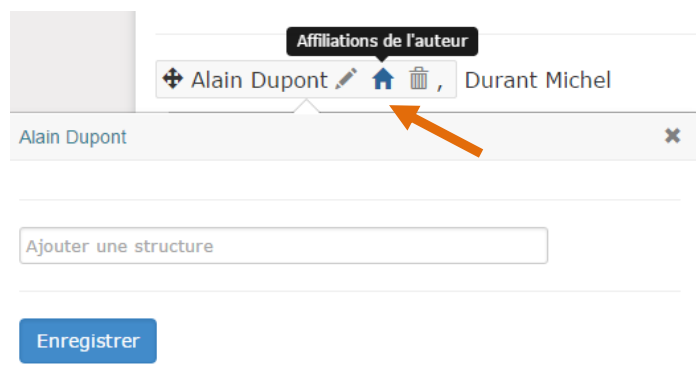 Affiliations de l'auteur
Alain Dupont , Durant Michel
Alain Dupont
Ajouter une structure
Enregistrer